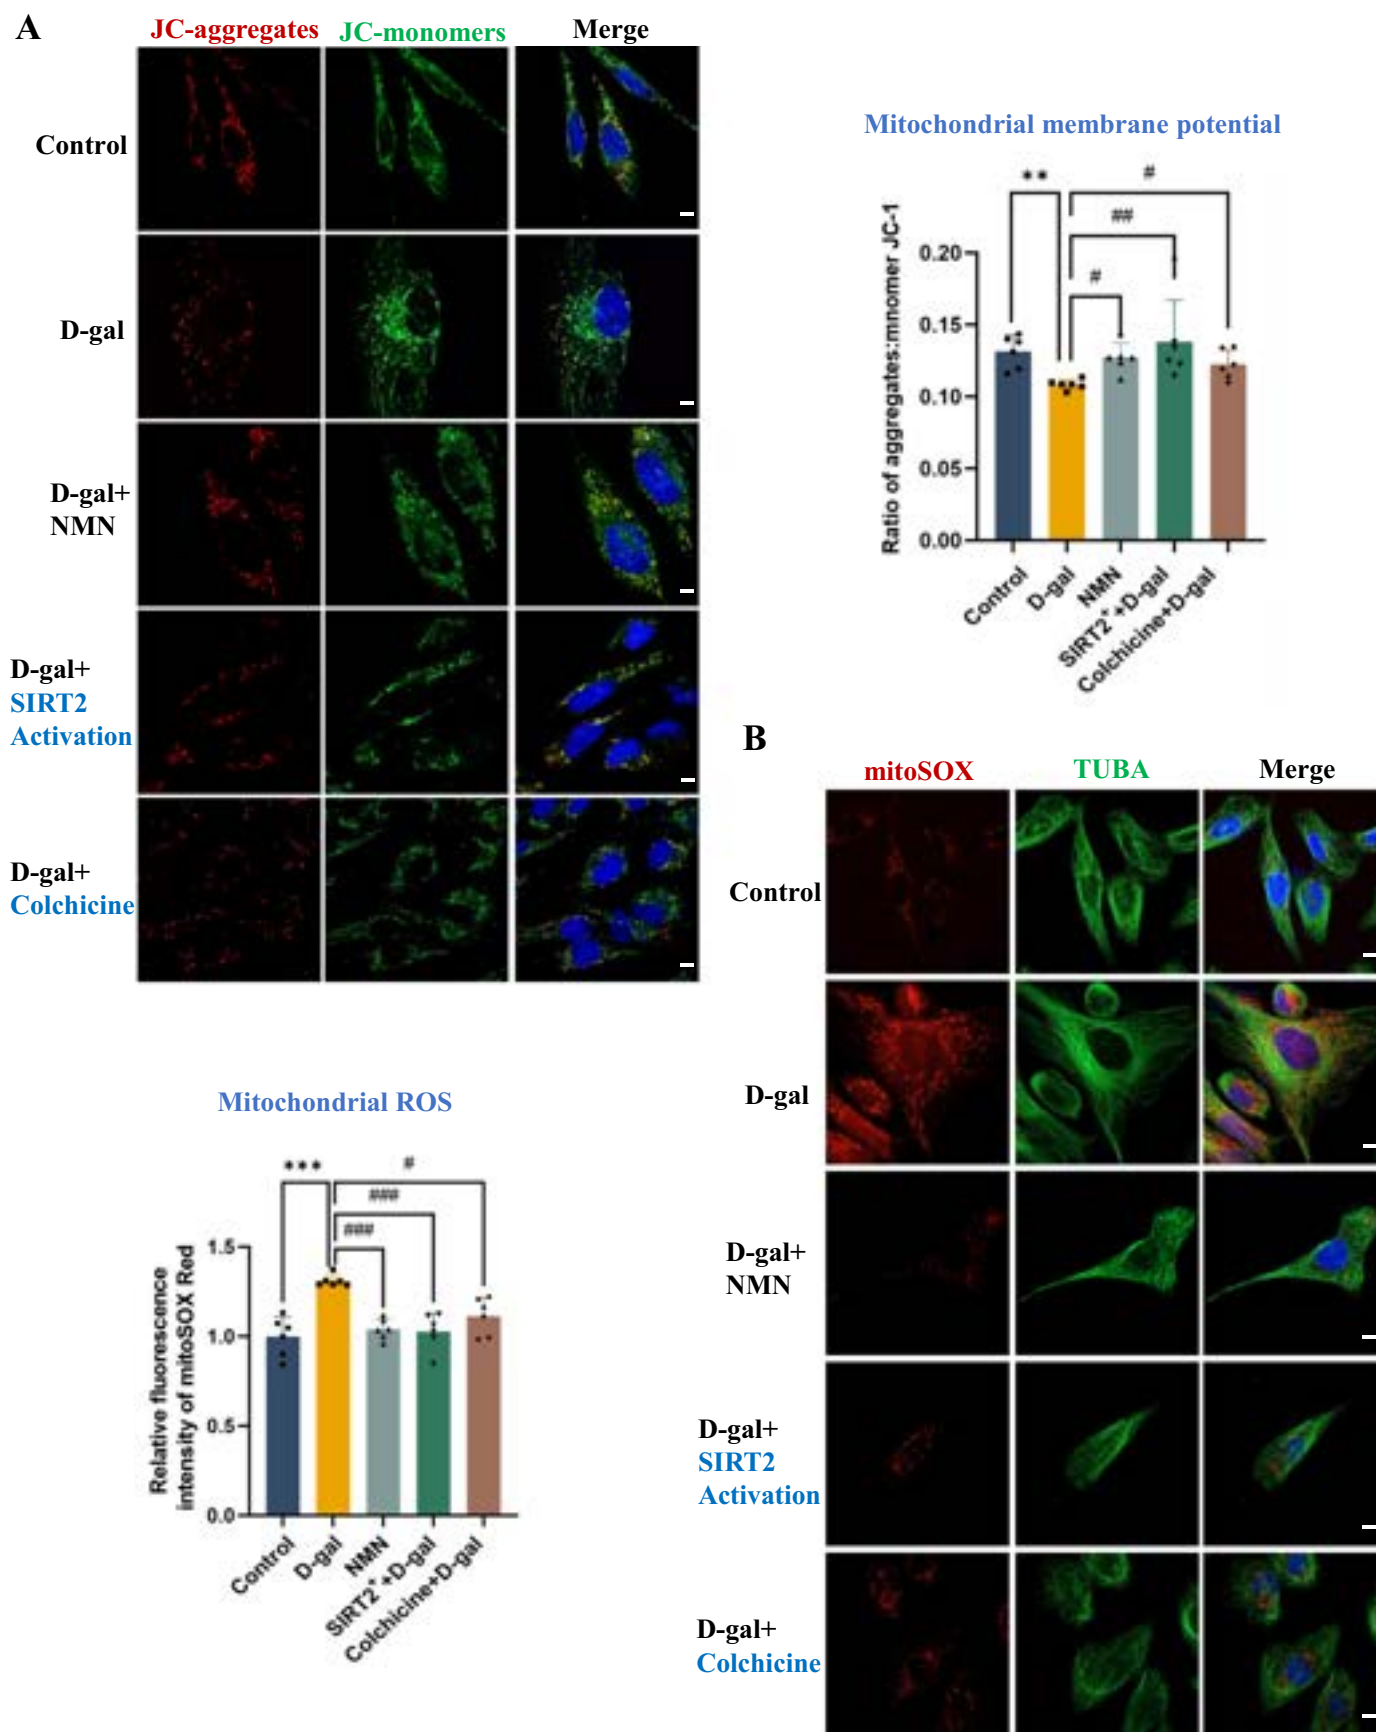 A
JC-aggregates JC-monomers Merge
Control
D-gal
D-gal+
NMN
D-gal+
SIRT2
Activation
D-gal+
Colchicine
Mitochondrial membrane potential
** #
##
#
Ratio of aggregates:mnomer JC-1
0.20
0.15
0.10
0.05
0.00
Control
D-gal
NMN
SIRT2⁺+D-gal
Colchicine+D-gal
B
mitoSOX TUBA Merge
Control
D-gal
D-gal+
NMN
D-gal+
SIRT2
Activation
D-gal+
Colchicine
Mitochondrial ROS
*** #
###
###
Relative fluorescence
intensity of mitoSOX Red
1.5
1.0
0.5
0.0
Control
D-gal
NMN
SIRT2⁺+D-gal
Colchicine+D-gal